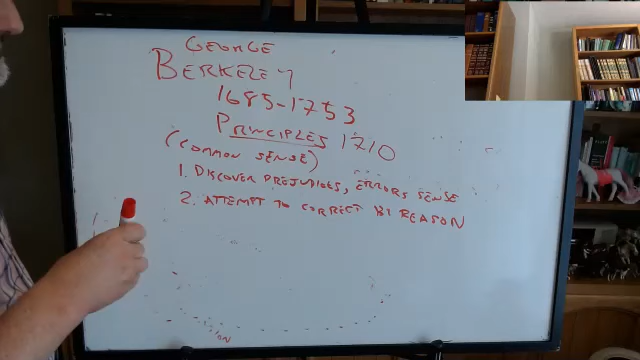 GEORGE
BERKELEY
1685-1753
PRINCIPLES 1710
(COMMON SENSE)
1. DISCOVER PREJUDICES, ERRORS SENSE
2. ATTEMPT TO CORRECT BY REASON